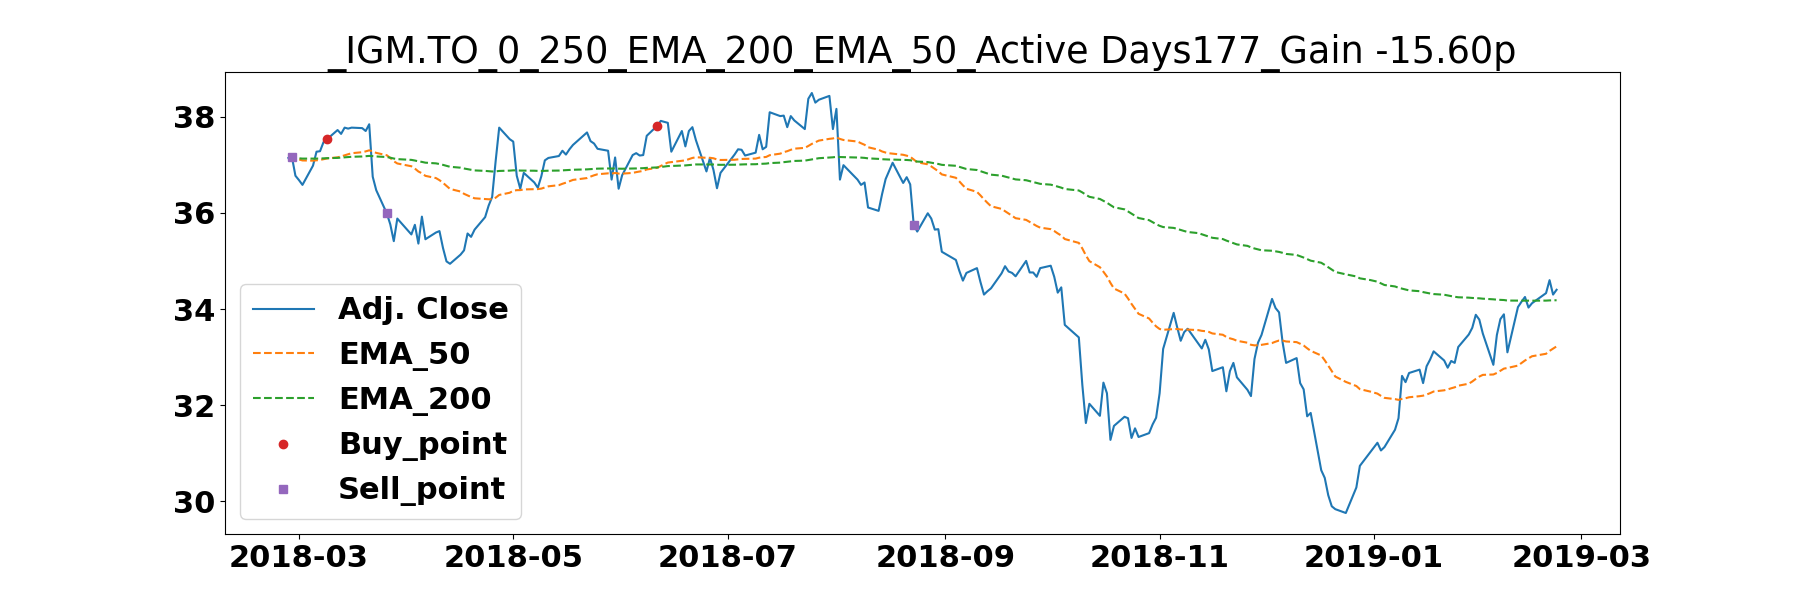 _IGM.TO_0_250_EMA_200_EMA_50_Active Days177_Gain -15.60p
38
36
34
32
30
Adj. Close
EMA_50
EMA_200
Buy_point
Sell_point
2018-03 2018-05 2018-07 2018-09 2018-11 2019-01 2019-03